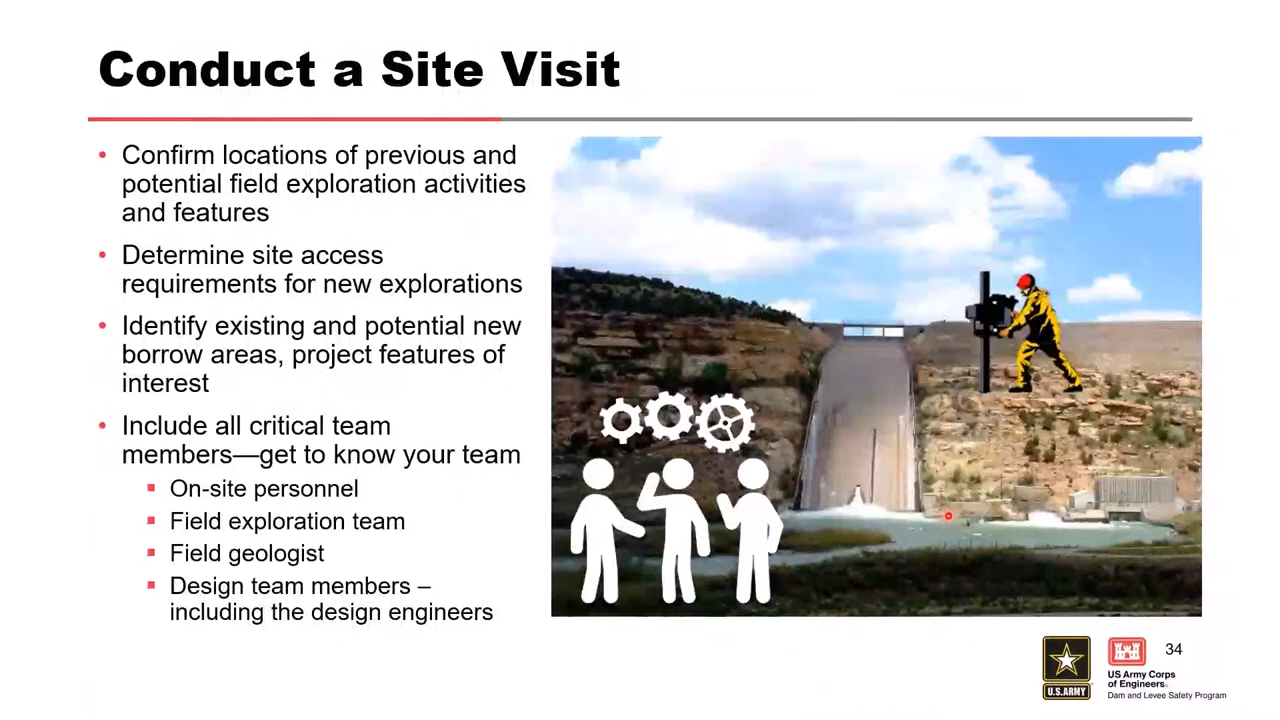 Conduct a Site Visit
• Confirm locations of previous and
potential field exploration activities
and features
• Determine site access
requirements for new explorations
• Identify existing and potential new
borrow areas, project features of
interest
• Include all critical team
members—get to know your team
▪ On-site personnel
▪ Field exploration team
▪ Field geologist
▪ Design team members –
including the design engineers
34
U.S. ARMY
US Army Corps
of Engineers®
Dam and Levee Safety Program